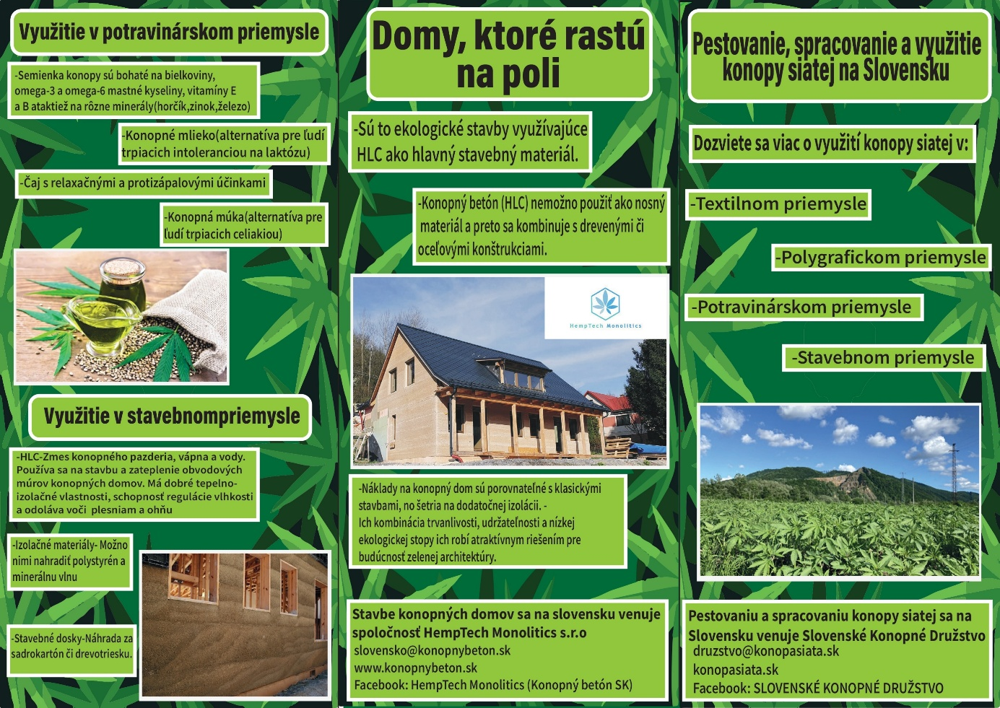 Využitie v potravinárskom priemysle
-Semienka konopy sú bohaté na bielkoviny,
omega-3 a omega-6 mastné kyseliny, vitamíny E
a B ataktiež na rôzne minerály(horčík,zinok,železo)
-Konopné mlieko(alternatíva pre ľudí
trpiacich intoleranciou na laktózu)
-Čaj s relaxačnými a protizápalovými účinkami
-Konopná múka(alternatíva pre
ľudí trpiacich celiakiou)
Využitie v stavebnompriemysle
-HLC-Zmes konopného pazderia, vápna a vody.
Používa sa na stavbu a zateplenie obvodových
múrov konopných domov. Má dobré tepelno-
izolačné vlastnosti, schopnosť regulácie vlhkosti
a odoláva voči plesniam a ohňu
-Izolačné materiály- Možno
nimi nahradiť polystyrén a
minerálnu vlnu
-Stavebné dosky-Náhrada za
sadrokartón či drevotriesku.
Domy, ktoré rastú
na poli
-Sú to ekologické stavby využívajúce
HLC ako hlavný stavebný materiál.
-Konopný betón (HLC) nemožno použiť ako nosný
materiál a preto sa kombinuje s drevenými či
oceľovými konštrukciami.
HempTech Monolitics
-Náklady na konopný dom sú porovnateľné s klasickými
stavbami, no šetria na dodatočnej izolácii. -
Ich kombinácia trvanlivosti, udržateľnosti a nízkej
ekologickej stopy ich robí atraktívnym riešením pre
budúcnosť zelenej architektúry.
Stavbe konopných domov sa na slovensku venuje
spoločnosť HempTech Monolitics s.r.o
slovensko@konopnybeton.sk
www.konopnybeton.sk
Facebook: HempTech Monolitics (Konopný betón SK)
Pestovanie, spracovanie a využitie
konopy siatej na Slovensku
Dozviete sa viac o využití konopy siatej v:
-Textilnom priemysle
-Polygrafickom priemysle
-Potravinárskom priemysle
-Stavebnom priemysle
Pestovaniu a spracovaniu konopy siatej sa na
Slovensku venuje Slovenské Konopné Družstvo
druzstvo@konopasiata.sk
konopasiata.sk
Facebook: SLOVENSKÉ KONOPNÉ DRUŽSTVO